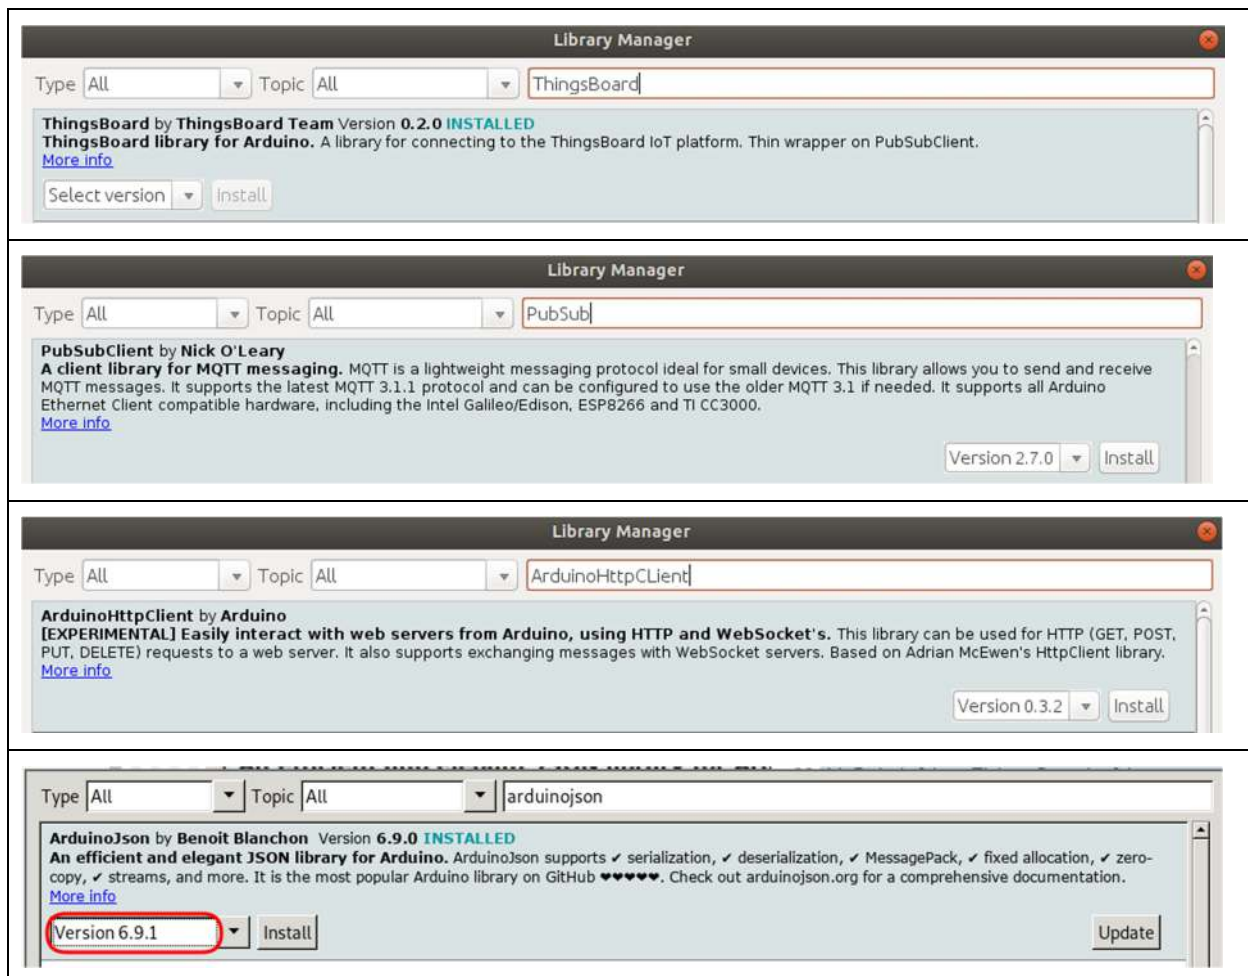 Library Manager
Type All Topic All ThingsBoard
ThingsBoard by ThingsBoard Team Version 0.2.0 INSTALLED
ThingsBoard library for Arduino. A library for connecting to the ThingsBoard IoT platform. Thin wrapper on PubSubClient.
More info
Select version Install
Library Manager
Type All Topic All PubSub
PubSubClient by Nick O'Leary
A client library for MQTT messaging. MQTT is a lightweight messaging protocol ideal for small devices. This library allows you to send and receive
MQTT messages. It supports the latest MQTT 3.1.1 protocol and can be configured to use the older MQTT 3.1 if needed. It supports all Arduino
Ethernet Client compatible hardware, including the Intel Galileo/Edison, ESP8266 and TI CC3000.
More info
Version 2.7.0 Install
Library Manager
Type All Topic All ArduinoHttpCLient
ArduinoHttpClient by Arduino
[EXPERIMENTAL] Easily interact with web servers from Arduino, using HTTP and WebSocket's. This library can be used for HTTP (GET, POST,
PUT, DELETE) requests to a web server. It also supports exchanging messages with WebSocket servers. Based on Adrian McEwen's HttpClient library.
More info
Version 0.3.2 Install
Type All Topic All arduinojson
ArduinoJson by Benoit Blanchon Version 6.9.0 INSTALLED
An efficient and elegant JSON library for Arduino. ArduinoJson supports ✔ serialization, ✔ deserialization, ✔ MessagePack, ✔ fixed allocation, ✔ zero-
copy, ✔ streams, and more. It is the most popular Arduino library on GitHub ❤❤❤❤❤. Check out arduinojson.org for a comprehensive documentation.
More info
Version 6.9.1 Install Update